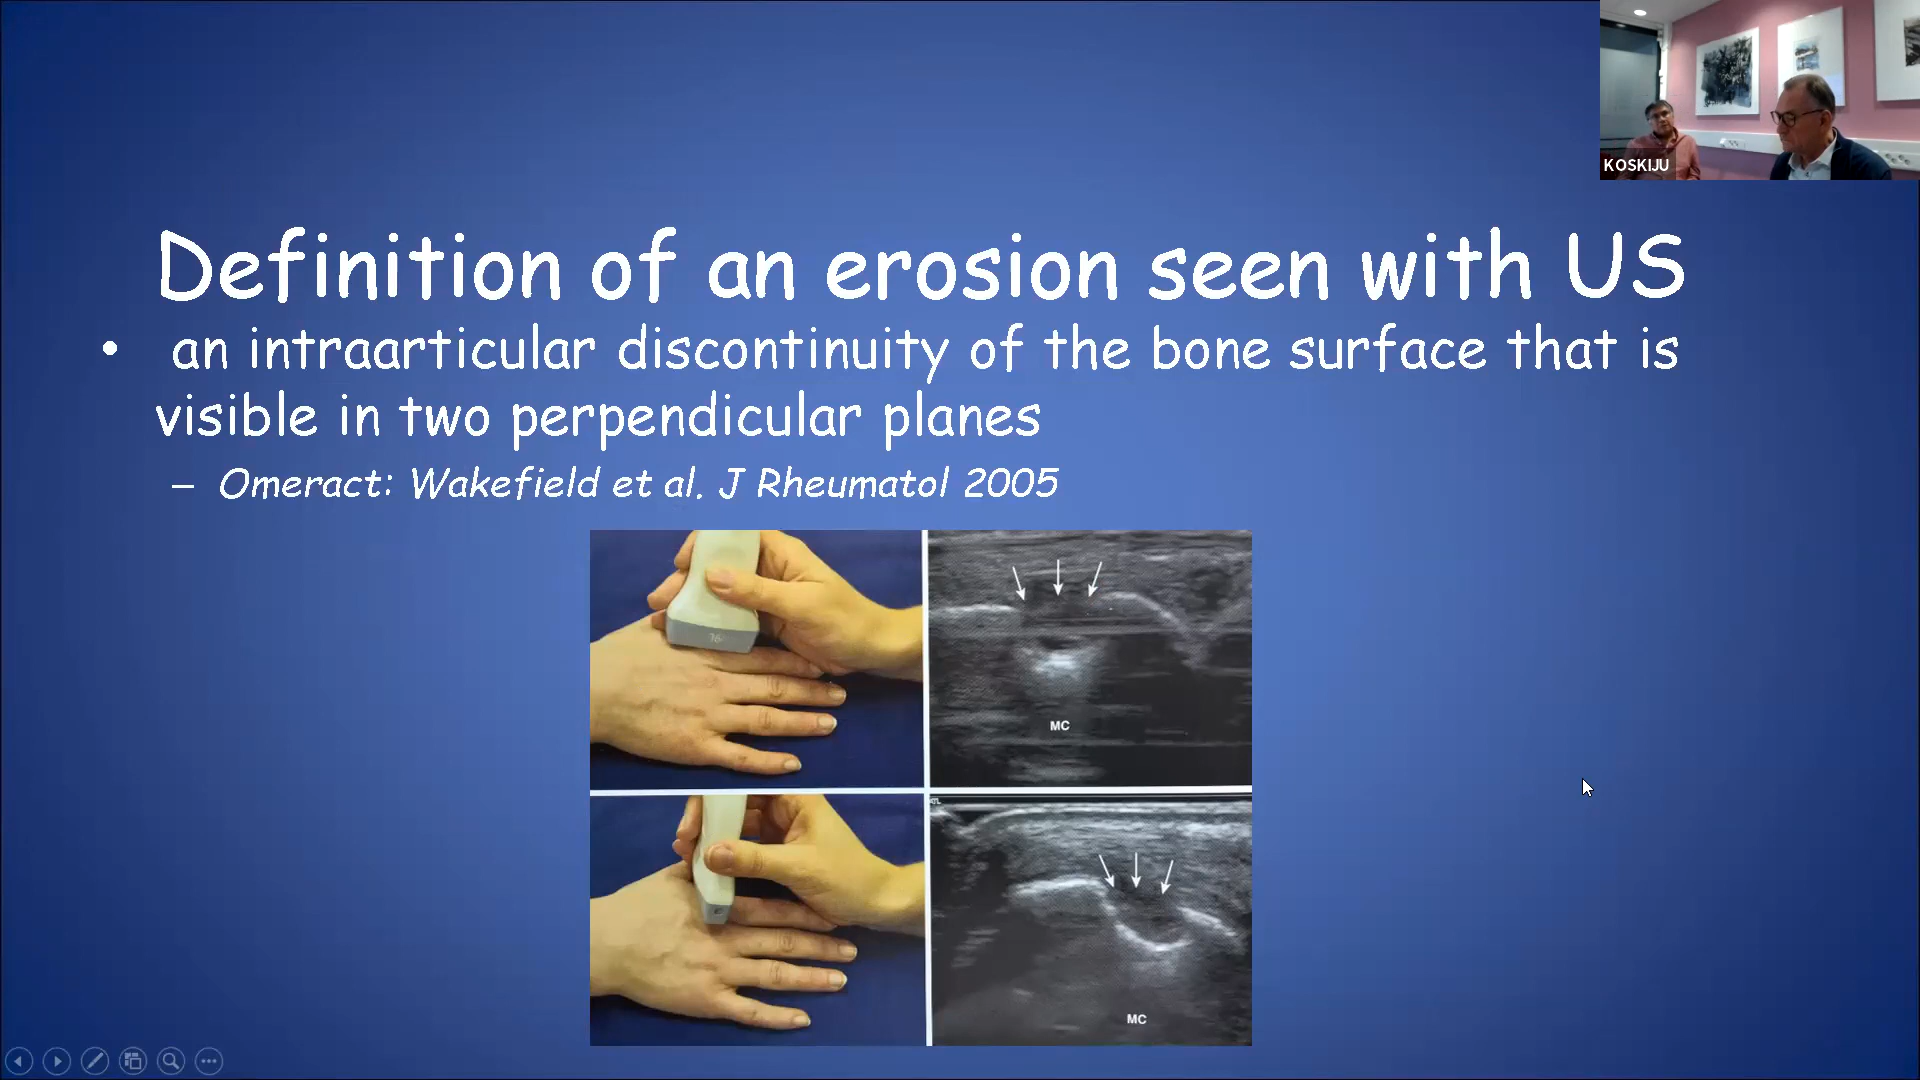 KOSKIJU
Definition of an erosion seen with US
• an intraarticular discontinuity of the bone surface that is
visible in two perpendicular planes
– Omeract: Wakefield et al. J Rheumatol 2005
MC
MC